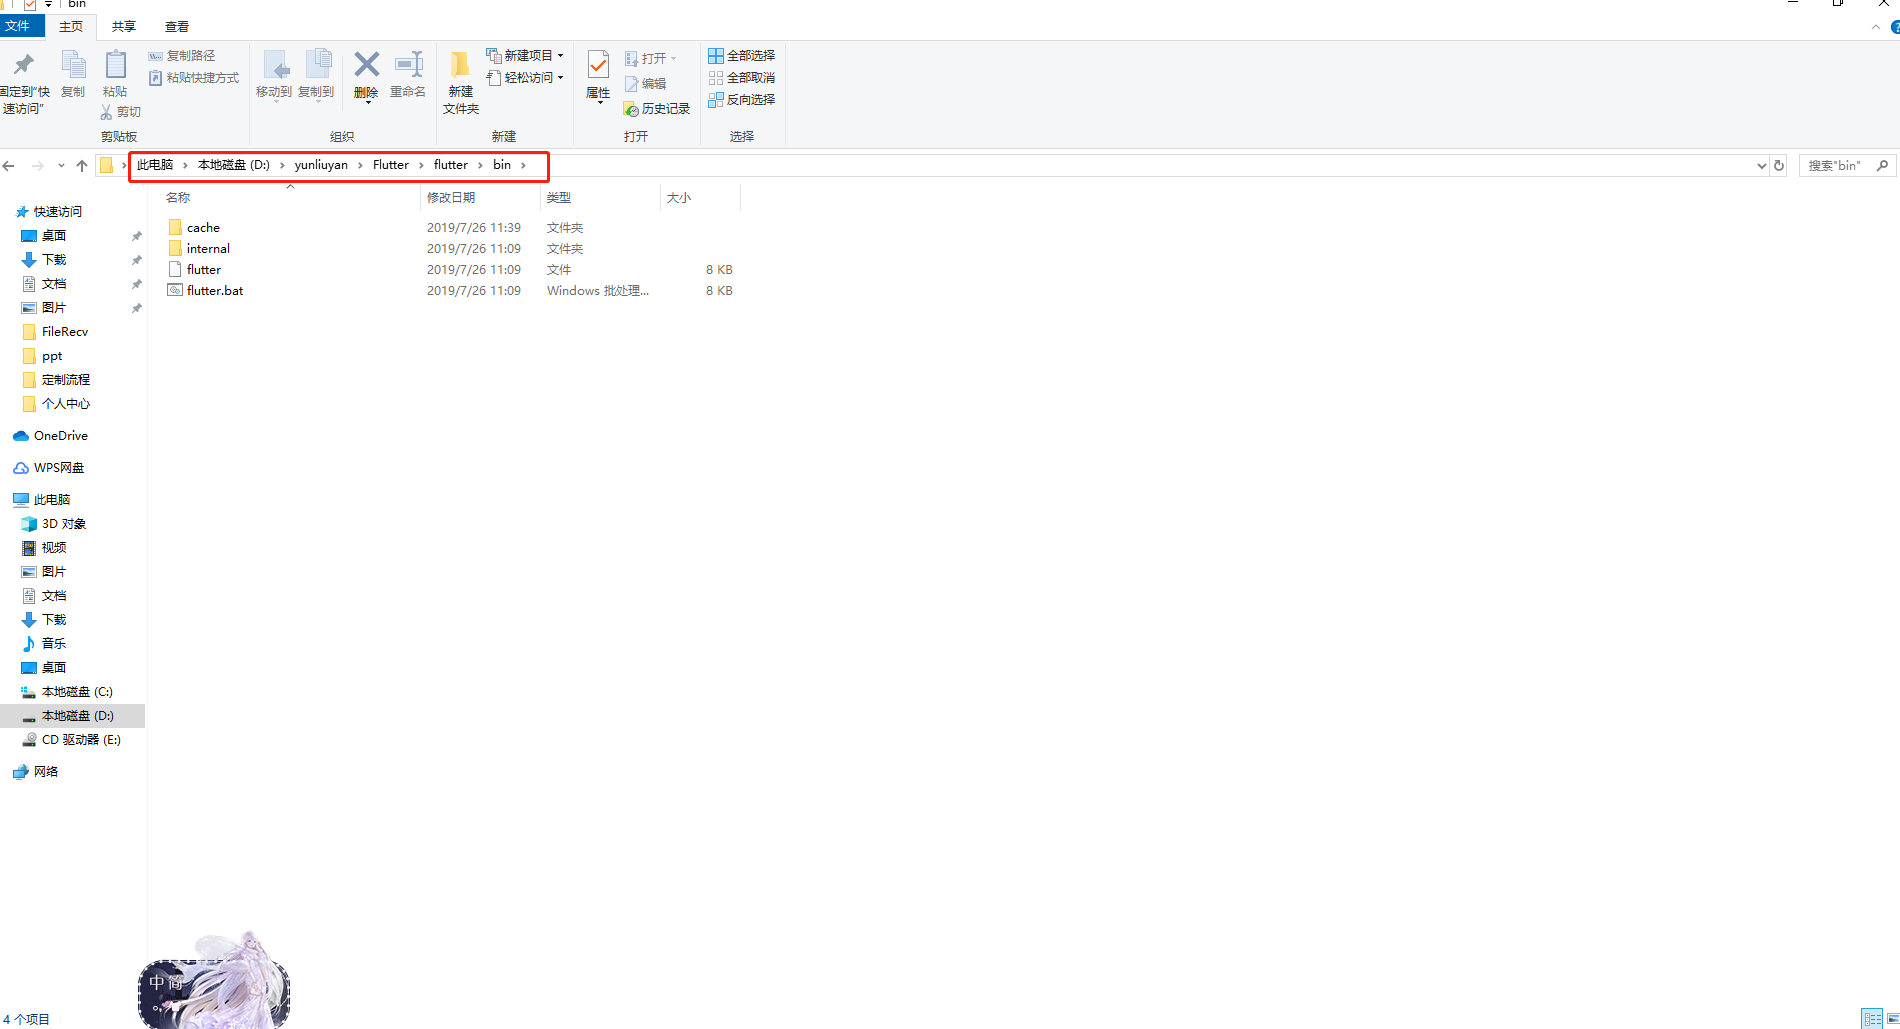 bin
文件 主页 共享 查看
固定到"快速访问"
复制
粘贴
复制路径
粘贴快捷方式
剪切
剪贴板
移动到
复制到
删除
重命名
组织
新建
文件夹
新建项目
轻松访问
新建
属性
打开
编辑
历史记录
打开
全部选择
全部取消
反向选择
选择
此电脑 › 本地磁盘 (D:) › yunliuyan › Flutter › flutter › bin ›
搜索"bin"
名称 修改日期 类型 大小
cache 2019/7/26 11:39 文件夹
internal 2019/7/26 11:09 文件夹
flutter 2019/7/26 11:09 文件 8 KB
flutter.bat 2019/7/26 11:09 Windows 批处理... 8 KB
快速访问
桌面
下载
文档
图片
FileRecv
ppt
定制流程
个人中心
OneDrive
WPS网盘
此电脑
3D 对象
视频
图片
文档
下载
音乐
桌面
本地磁盘 (C:)
本地磁盘 (D:)
CD 驱动器 (E:)
网络
中 简
。,
4 个项目